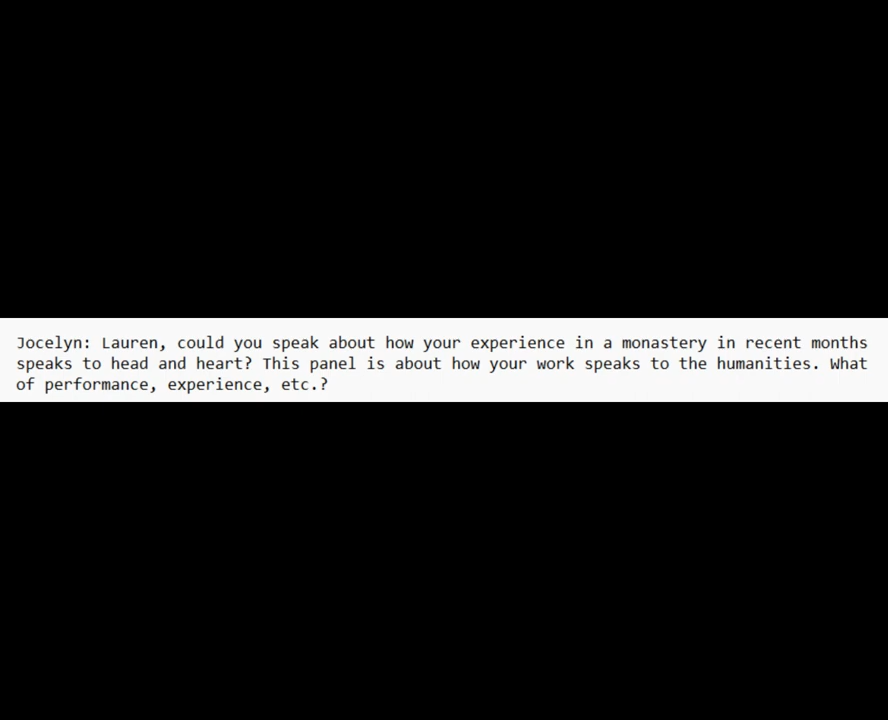 Jocelyn: Lauren, could you speak about how your experience in a monastery in recent months
speaks to head and heart? This panel is about how your work speaks to the humanities. What
of performance, experience, etc.?